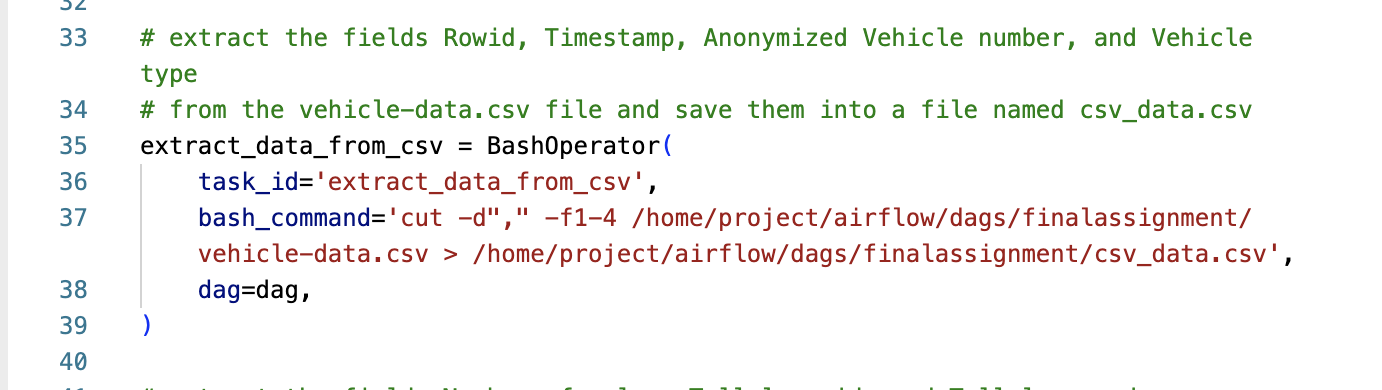 32
33 # extract the fields Rowid, Timestamp, Anonymized Vehicle number, and Vehicle
type
34 # from the vehicle-data.csv file and save them into a file named csv_data.csv
35 extract_data_from_csv = BashOperator(
36 task_id='extract_data_from_csv',
37 bash_command='cut -d"," -f1-4 /home/project/airflow/dags/finalassignment/
vehicle-data.csv > /home/project/airflow/dags/finalassignment/csv_data.csv',
38 dag=dag,
39 )
40